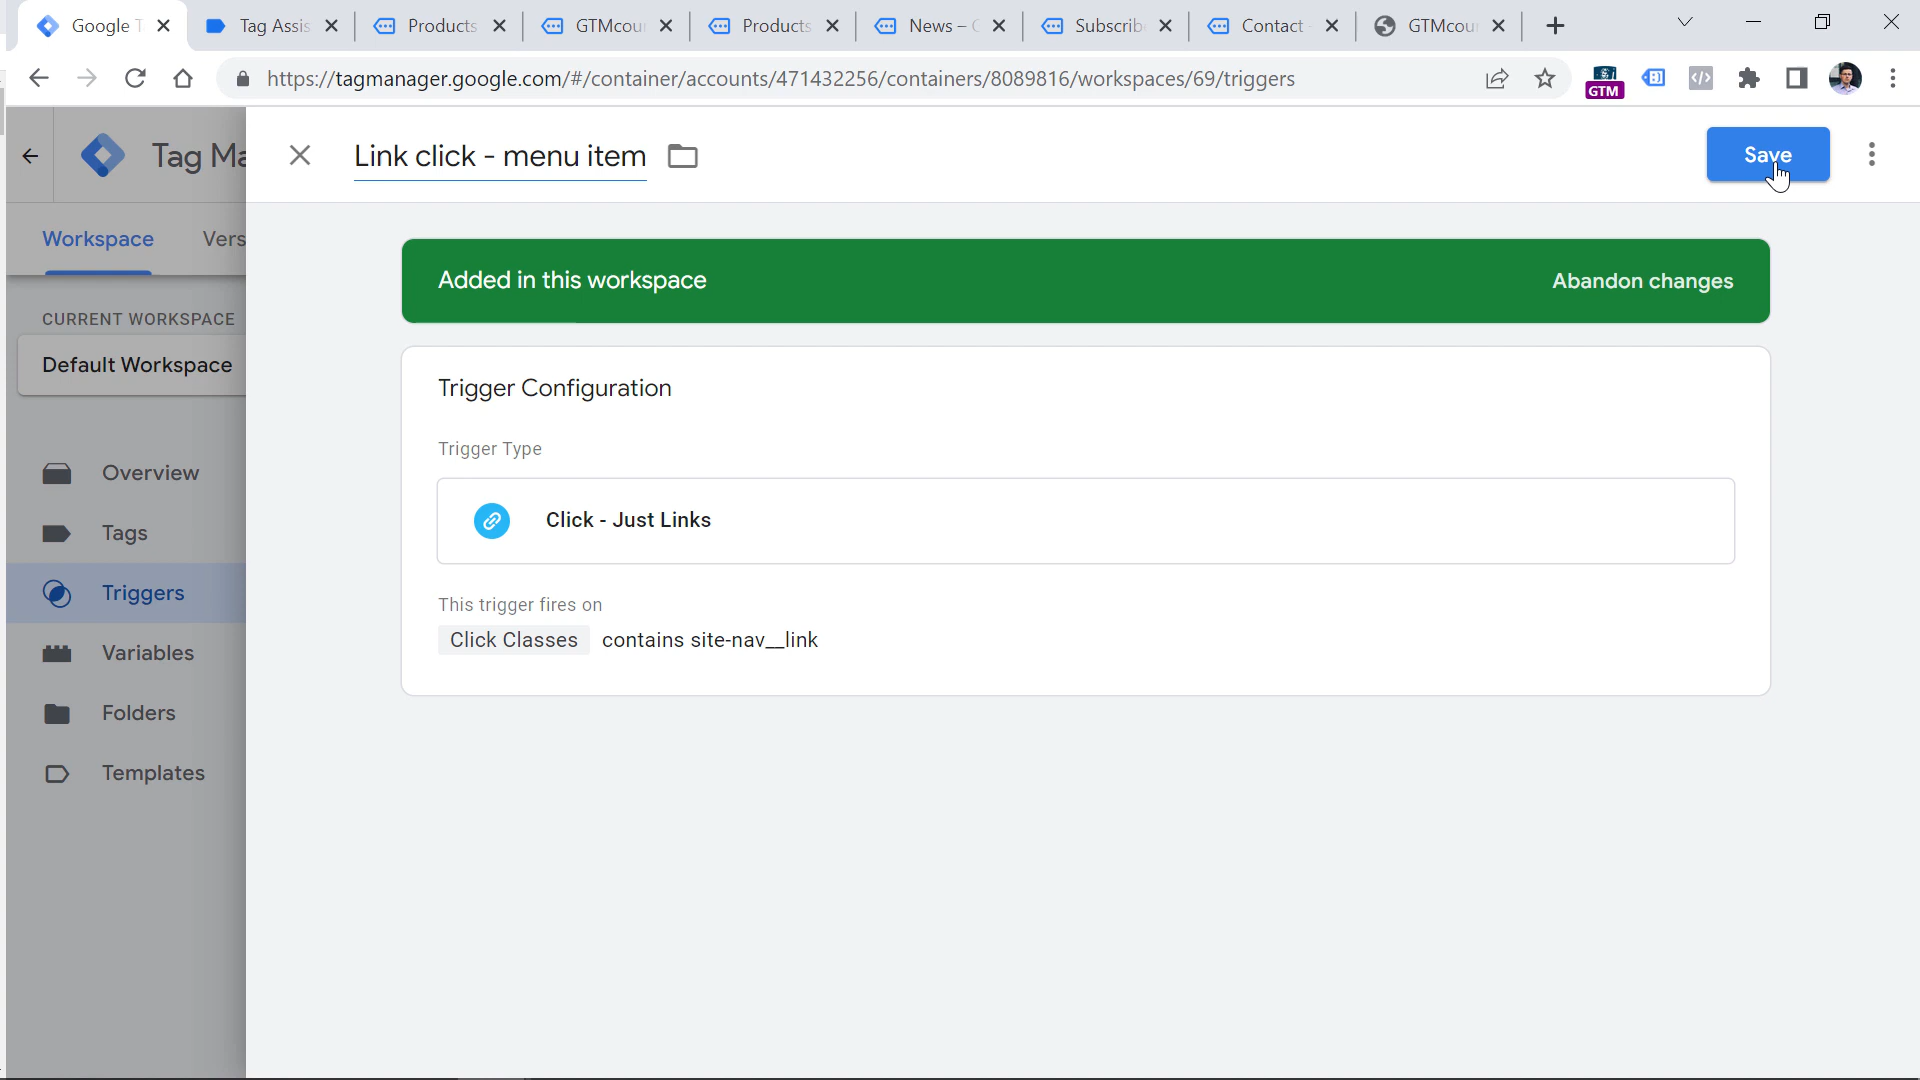 Google T
Tag Assis
Products
GTMcou
Products
News – G
Subscrib
Contact
GTMcou
https://tagmanager.google.com/#/container/accounts/471432256/containers/8089816/workspaces/69/triggers
GTM
Tag Ma
Link click - menu item
Save
Workspace
Vers
Added in this workspace
Abandon changes
CURRENT WORKSPACE
Default Workspace
Trigger Configuration
Trigger Type
Click - Just Links
This trigger fires on
Click Classes contains site-nav__link
Overview
Tags
Triggers
Variables
Folders
Templates